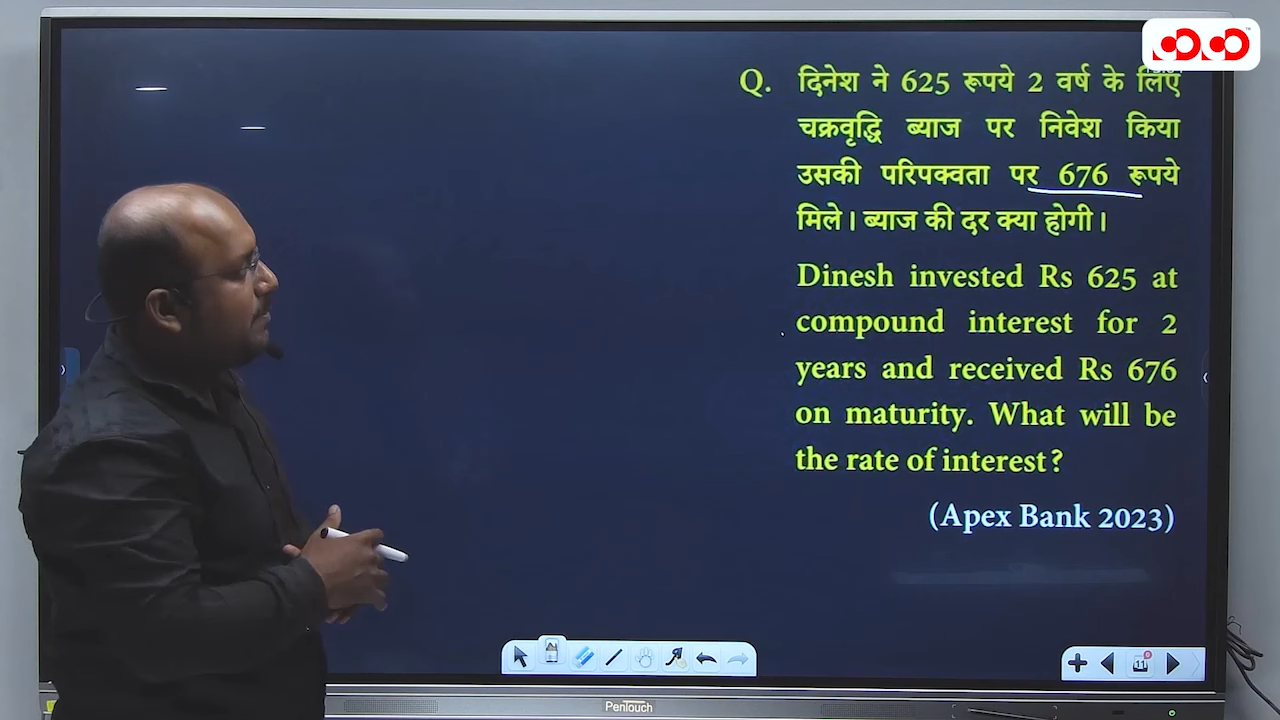 Q. दिनेश ने 625 रूपये 2 वर्ष के लिए
चक्रवृद्धि ब्याज पर निवेश किया
उसकी परिपक्वता पर 676 रूपये
मिले। ब्याज की दर क्या होगी।
Dinesh invested Rs 625 at
compound interest for 2
years and received Rs 676
on maturity. What will be
the rate of interest?
(Apex Bank 2023)
11
PenTouch